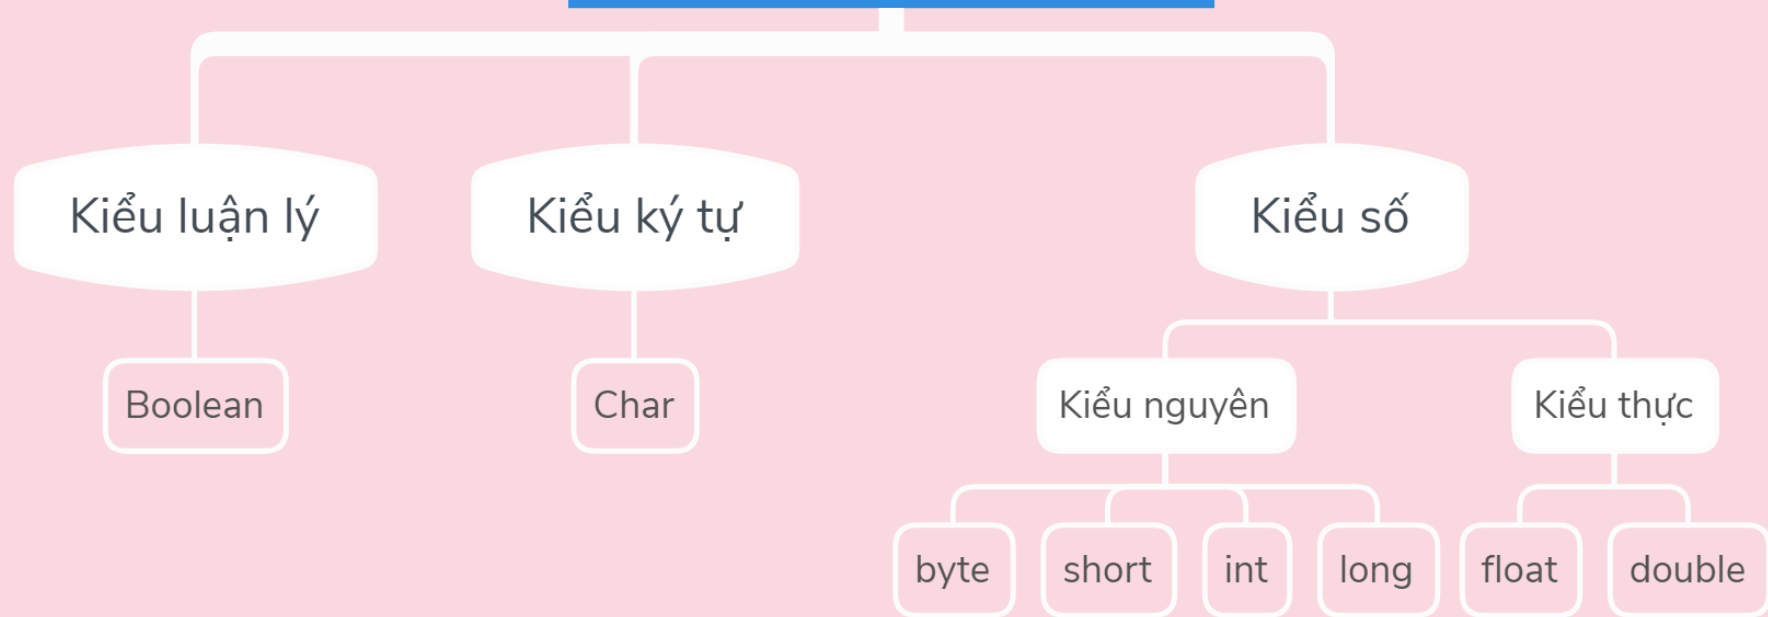 Kiểu luận lý
Kiểu ký tự
Kiểu số
Boolean
Char
Kiểu nguyên
Kiểu thực
byte
short
int
long
float
double